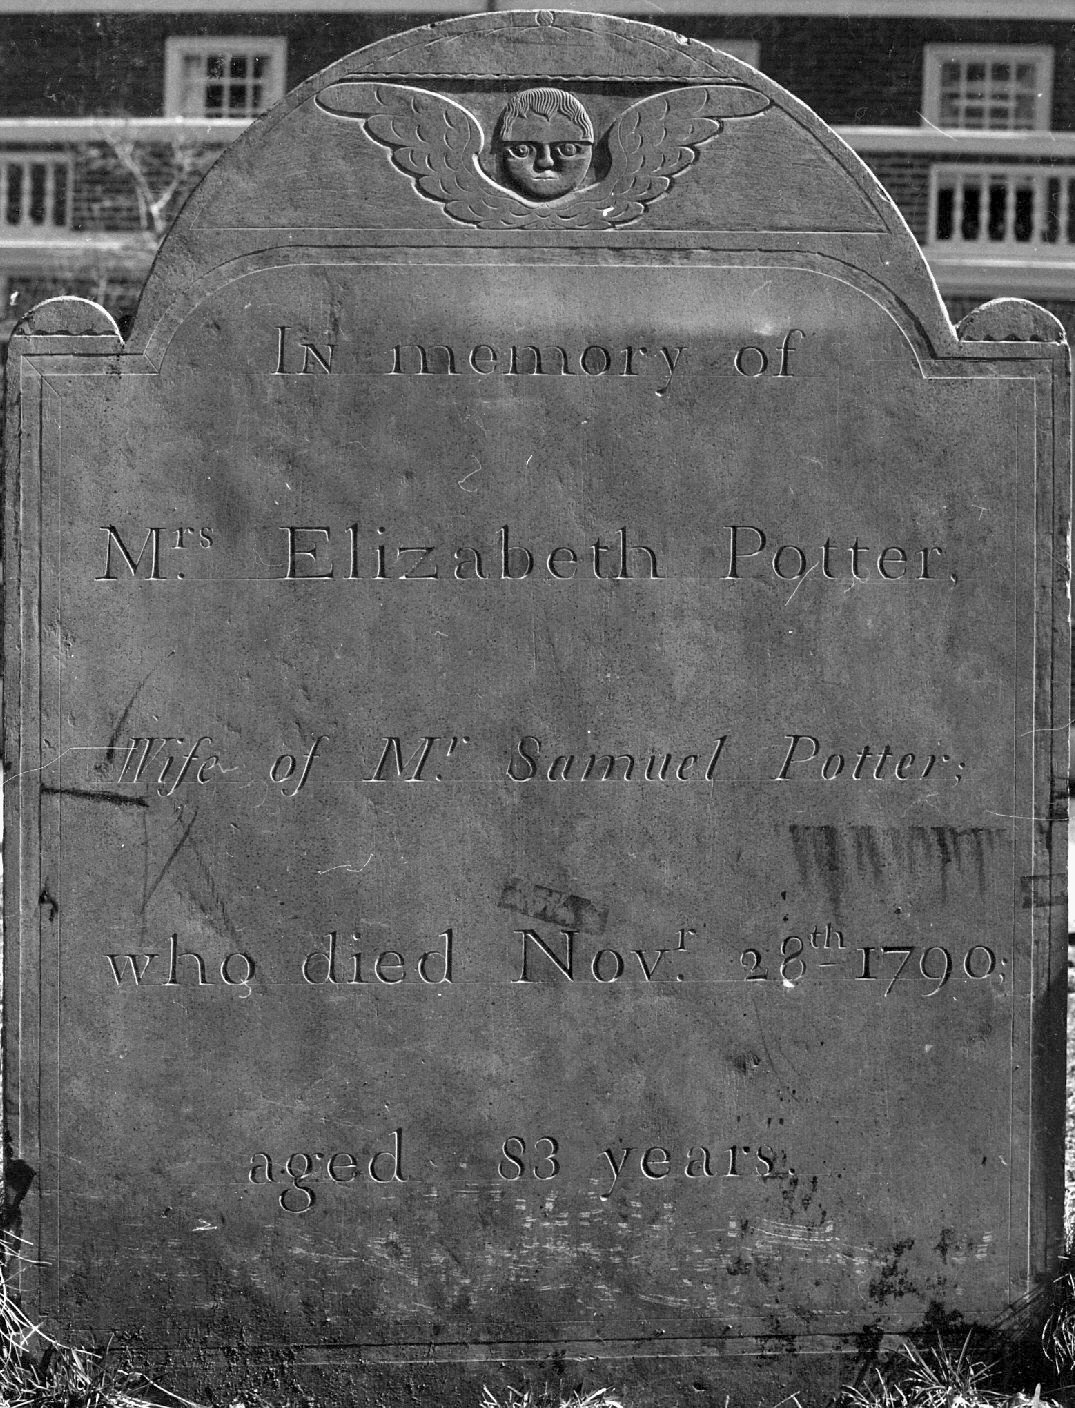 In memory of
Mrs. Elizabeth Potter,
Wife of Mr. Samuel Potter;
who died Novr. 28th 1790;
aged 83 years.